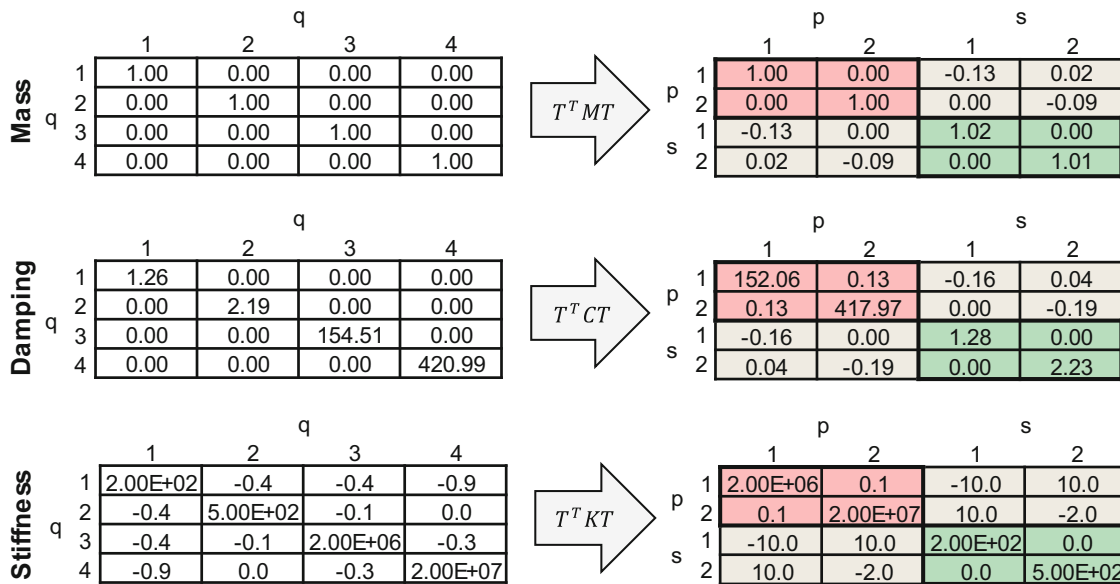 q p s
1 2 3 4 1 2 1 2
Mass q 1 1.00 0.00 0.00 0.00 p 1 1.00 0.00 -0.13 0.02
2 0.00 1.00 0.00 0.00 2 0.00 1.00 0.00 -0.09
3 0.00 0.00 1.00 0.00 s 1 -0.13 0.00 1.02 0.00
4 0.00 0.00 0.00 1.00 2 0.02 -0.09 0.00 1.01
T^T MT
q p s
1 2 3 4 1 2 1 2
Damping q 1 1.26 0.00 0.00 0.00 p 1 152.06 0.13 -0.16 0.04
2 0.00 2.19 0.00 0.00 2 0.13 417.97 0.00 -0.19
3 0.00 0.00 154.51 0.00 s 1 -0.16 0.00 1.28 0.00
4 0.00 0.00 0.00 420.99 2 0.04 -0.19 0.00 2.23
T^T CT
q p s
1 2 3 4 1 2 1 2
Stiffness q 1 2.00E+02 -0.4 -0.4 -0.9 p 1 2.00E+06 0.1 -10.0 10.0
2 -0.4 5.00E+02 -0.1 0.0 2 0.1 2.00E+07 10.0 -2.0
3 -0.4 -0.1 2.00E+06 -0.3 s 1 -10.0 10.0 2.00E+02 0.0
4 -0.9 0.0 -0.3 2.00E+07 2 10.0 -2.0 0.0 5.00E+02
T^T KT